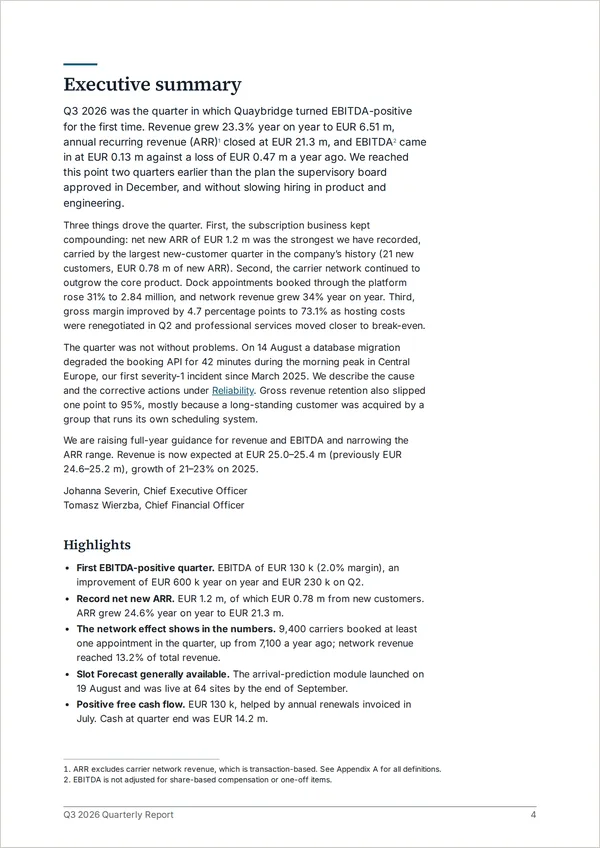 Executive summary
Q3 2026 was the quarter in which Quaybridge turned EBITDA-positive
for the first time. Revenue grew 23.3% year on year to EUR 6.51 m,
annual recurring revenue (ARR)¹ closed at EUR 21.3 m, and EBITDA² came
in at EUR 0.13 m against a loss of EUR 0.47 m a year ago. We reached
this point two quarters earlier than the plan the supervisory board
approved in December, and without slowing hiring in product and
engineering.
Three things drove the quarter. First, the subscription business kept
compounding: net new ARR of EUR 1.2 m was the strongest we have recorded,
carried by the largest new-customer quarter in the company's history (21 new
customers, EUR 0.78 m of new ARR). Second, the carrier network continued to
outgrow the core product. Dock appointments booked through the platform
rose 31% to 2.84 million, and network revenue grew 34% year on year. Third,
gross margin improved by 4.7 percentage points to 73.1% as hosting costs
were renegotiated in Q2 and professional services moved closer to break-even.
The quarter was not without problems. On 14 August a database migration
degraded the booking API for 42 minutes during the morning peak in Central
Europe, our first severity-1 incident since March 2025. We describe the cause
and the corrective actions under Reliability. Gross revenue retention also slipped
one point to 95%, mostly because a long-standing customer was acquired by a
group that runs its own scheduling system.
We are raising full-year guidance for revenue and EBITDA and narrowing the
ARR range. Revenue is now expected at EUR 25.0–25.4 m (previously EUR
24.6–25.2 m), growth of 21–23% on 2025.
Johanna Severin, Chief Executive Officer
Tomasz Wierzba, Chief Financial Officer
Highlights
• First EBITDA-positive quarter. EBITDA of EUR 130 k (2.0% margin), an
improvement of EUR 600 k year on year and EUR 230 k on Q2.
• Record net new ARR. EUR 1.2 m, of which EUR 0.78 m from new customers.
ARR grew 24.6% year on year to EUR 21.3 m.
• The network effect shows in the numbers. 9,400 carriers booked at least
one appointment in the quarter, up from 7,100 a year ago; network revenue
reached 13.2% of total revenue.
• Slot Forecast generally available. The arrival-prediction module launched on
19 August and was live at 64 sites by the end of September.
• Positive free cash flow. EUR 130 k, helped by annual renewals invoiced in
July. Cash at quarter end was EUR 14.2 m.
1. ARR excludes carrier network revenue, which is transaction-based. See Appendix A for all definitions.
2. EBITDA is not adjusted for share-based compensation or one-off items.
Q3 2026 Quarterly Report 4